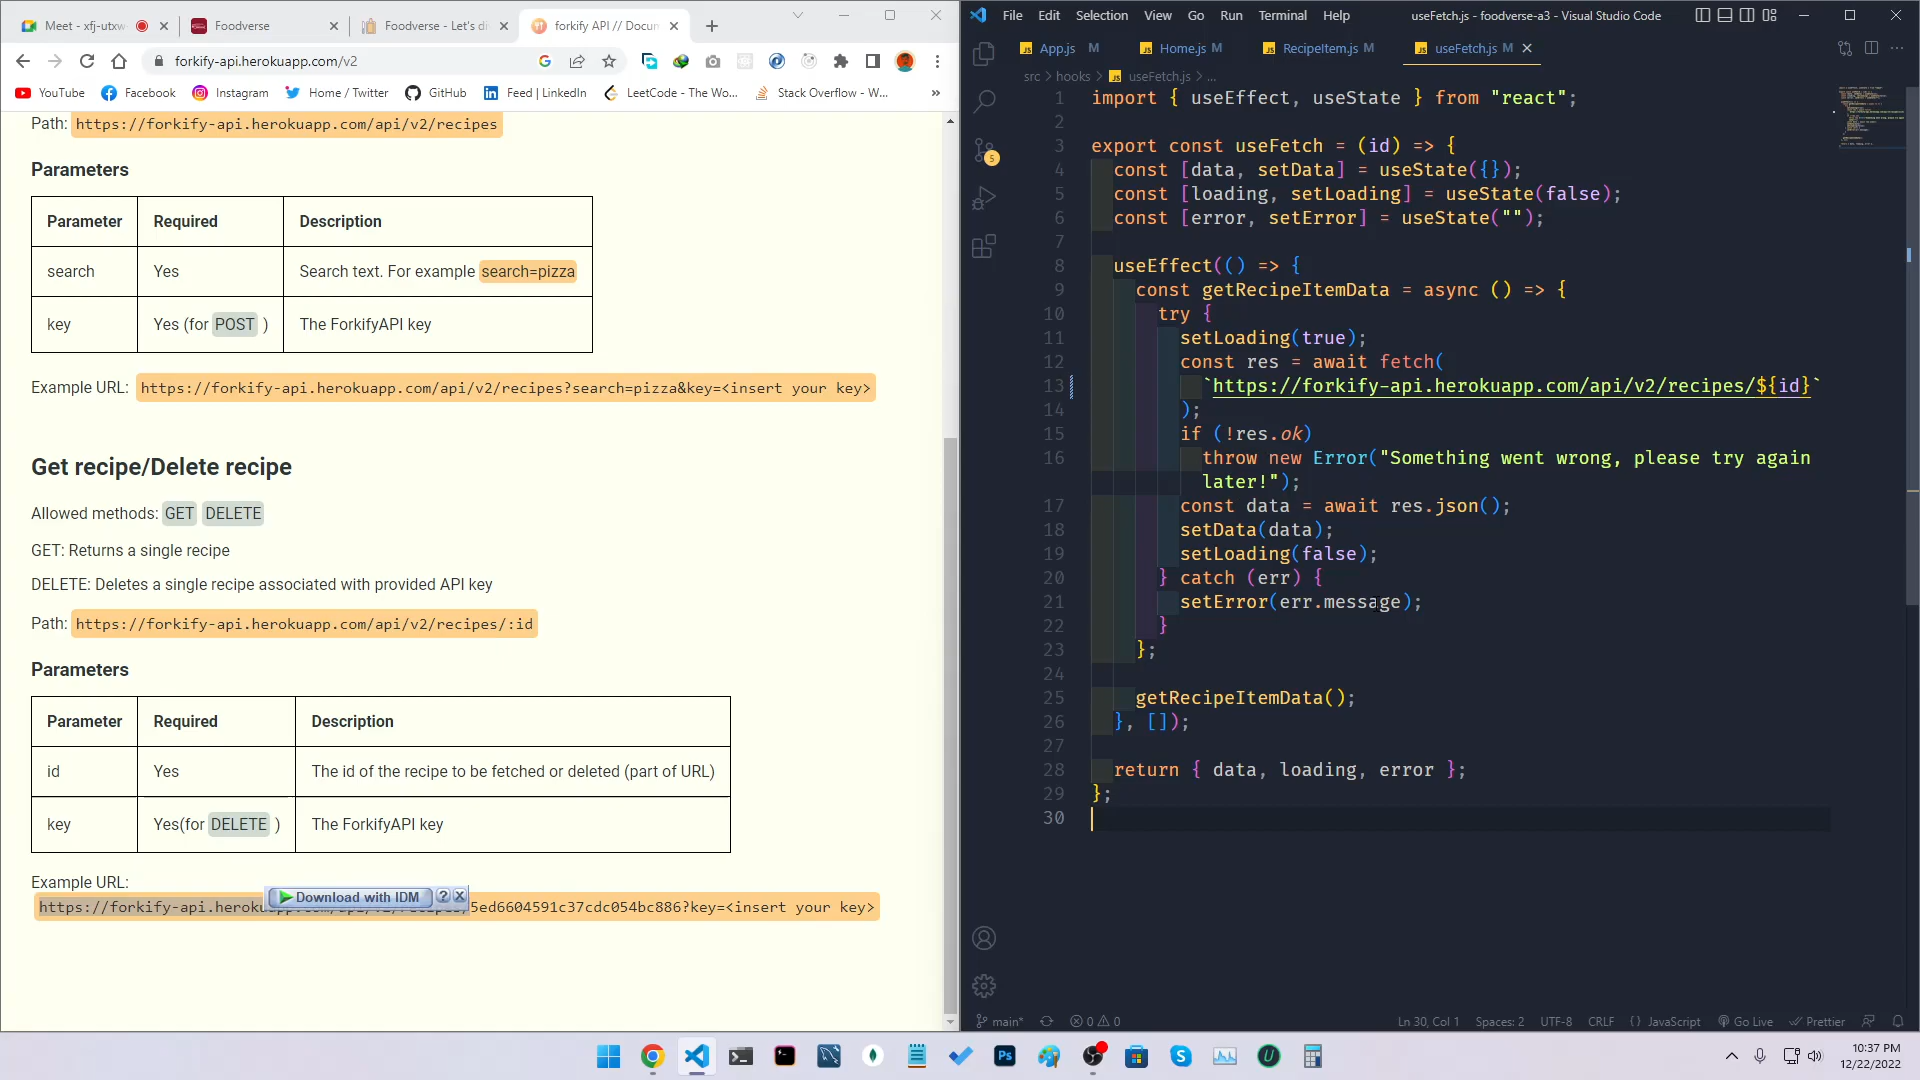 Meet - xfj-utxw
Foodverse
Foodverse - Let's di
forkify API // Docun
forkify-api.herokuapp.com/v2
YouTube
Facebook
Instagram
Home / Twitter
GitHub
Feed | LinkedIn
LeetCode - The Wo...
Stack Overflow - W...
»
Path: https://forkify-api.herokuapp.com/api/v2/recipes
Parameters
Parameter Required Description
search Yes Search text. For example search=pizza
key Yes (for POST ) The ForkifyAPI key
Example URL: https://forkify-api.herokuapp.com/api/v2/recipes?search=pizza&key=<insert your key>
Get recipe/Delete recipe
Allowed methods: GET DELETE
GET: Returns a single recipe
DELETE: Deletes a single recipe associated with provided API key
Path: https://forkify-api.herokuapp.com/api/v2/recipes/:id
Parameters
Parameter Required Description
id Yes The id of the recipe to be fetched or deleted (part of URL)
key Yes(for DELETE ) The ForkifyAPI key
Example URL:
Download with IDM
https://forkify-api.herokuapp.com/api/v2/recipes/5ed6604591c37cdc054bc886?key=<insert your key>
File Edit Selection View Go Run Terminal Help
useFetch.js - foodverse-a3 - Visual Studio Code
App.js M
Home.js M
RecipeItem.js M
useFetch.js M
src > hooks > useFetch.js > ...
5
1 import { useEffect, useState } from "react";
2
3 export const useFetch = (id) => {
4 const [data, setData] = useState({});
5 const [loading, setLoading] = useState(false);
6 const [error, setError] = useState("");
7
8 useEffect(() => {
9 const getRecipeItemData = async () => {
10 try {
11 setLoading(true);
12 const res = await fetch(
13 `https://forkify-api.herokuapp.com/api/v2/recipes/${id}`
14 );
15 if (!res.ok)
16 throw new Error("Something went wrong, please try again
later!");
17 const data = await res.json();
18 setData(data);
19 setLoading(false);
20 } catch (err) {
21 setError(err.message);
22 }
23 };
24
25 getRecipeItemData();
26 }, []);
27
28 return { data, loading, error };
29 };
30
main*
0 0
Ln 30, Col 1
Spaces: 2
UTF-8
CRLF
{} JavaScript
Go Live
Prettier
Ps
10:37 PM
12/22/2022